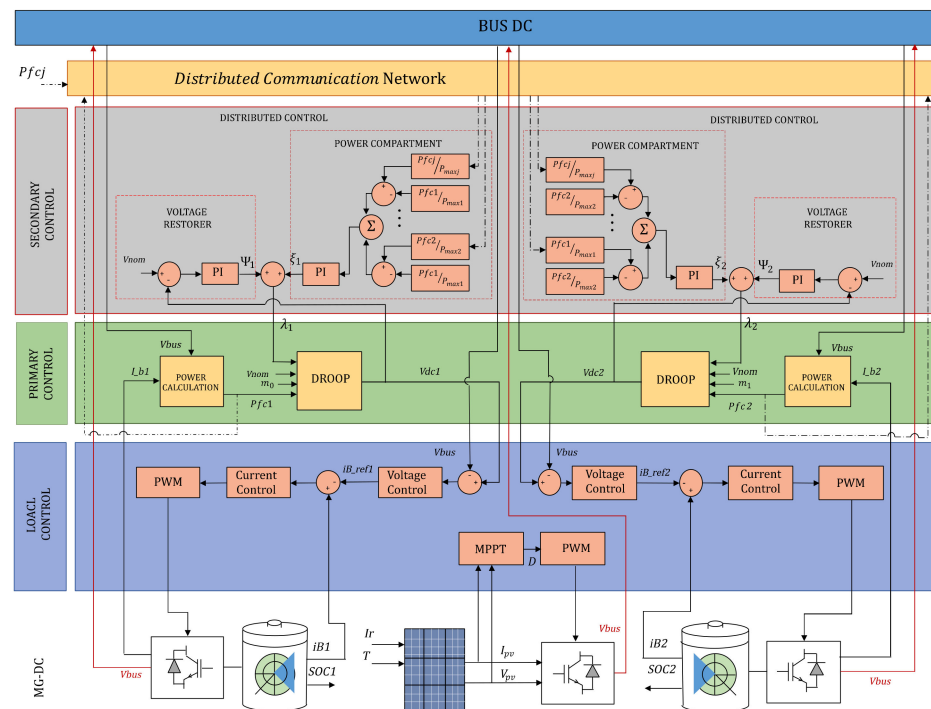 BUS DC
Pfcj
Distributed Communication Network
SECONDARY
CONTROL
DISTRIBUTED CONTROL
POWER COMPARTMENT
Pfcj/Pmaxj
Pfc1/Pmax1
Σ
Pfc2/Pmax2
Pfc1/Pmax1
VOLTAGE
RESTORER
Vnom
PI
Ψ1
ξ1
PI
λ1
DISTRIBUTED CONTROL
POWER COMPARTMENT
Pfcj/Pmaxj
Pfc2/Pmax2
Σ
Pfc1/Pmax1
Pfc2/Pmax2
PI
ξ2
Ψ2
VOLTAGE
RESTORER
PI
Vnom
λ2
PRIMARY
CONTROL
Vbus
I_b1
POWER
CALCULATION
Vnom
m0
Pfc1
DROOP
Vdc1
Vdc2
DROOP
Vnom
m1
Pfc2
Vbus
I_b2
POWER
CALCULATION
LOACL
CONTROL
PWM
Current
Control
iB_ref1
Voltage
Control
Vbus
Vbus
Voltage
Control
iB_ref2
Current
Control
PWM
MPPT
D
PWM
MG-DC
Vbus
iB1
SOC1
Ir
T
Ipv
Vpv
Vbus
iB2
SOC2
Vbus